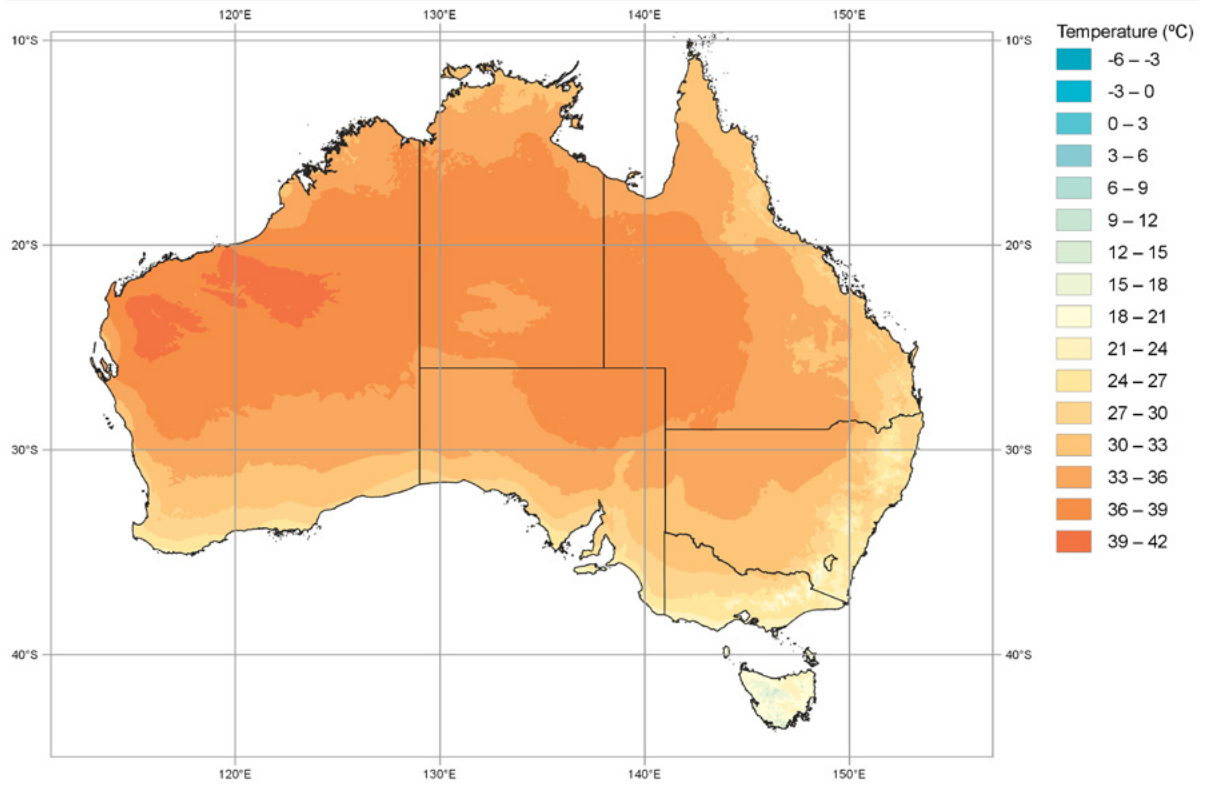 120°E 130°E 140°E 150°E
10°S 10°S
20°S 20°S
30°S 30°S
40°S 40°S
120°E 130°E 140°E 150°E
Temperature (ºC)
-6 – -3
-3 – 0
0 – 3
3 – 6
6 – 9
9 – 12
12 – 15
15 – 18
18 – 21
21 – 24
24 – 27
27 – 30
30 – 33
33 – 36
36 – 39
39 – 42